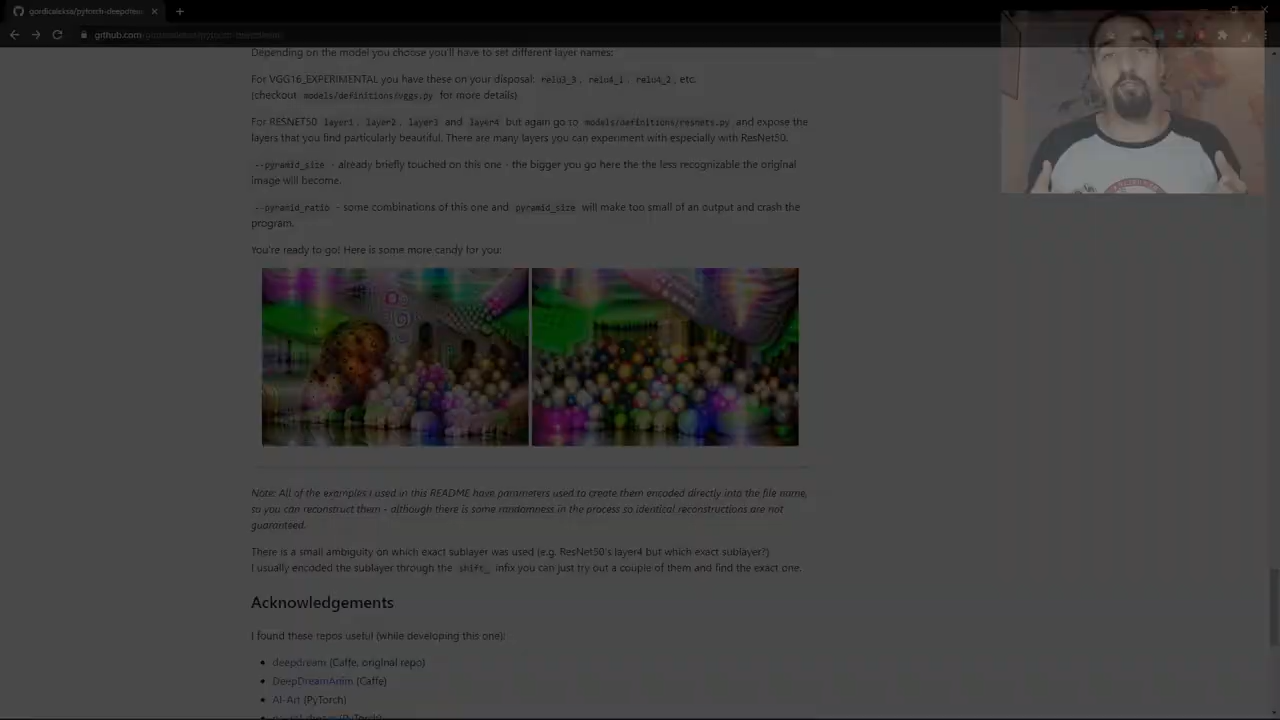 gordicaleksa/pytorch-deepdream
github.com/gordicaleksa/pytorch-deepdream
Depending on the model you choose you'll have to set different layer names:
For VGG16_EXPERIMENTAL you have these on your disposal: relu3_3, relu4_1, relu4_2, etc.
(checkout models/definitions/vggs.py for more details)
For RESNET50 layer1, layer2, layer3 and layer4 but again go to models/definitions/resnets.py and expose the
layers that you find particularly beautiful. There are many layers you can experiment with especially with ResNet50.
--pyramid_size - already briefly touched on this one - the bigger you go here the the less recognizable the original
image will become.
--pyramid_ratio - some combinations of this one and pyramid_size will make too small of an output and crash the
program.
You're ready to go! Here is some more candy for you:
Note: All of the examples I used in this README have parameters used to create them encoded directly into the file name,
so you can reconstruct them - although there is some randomness in the process so identical reconstructions are not
guaranteed.
There is a small ambiguity on which exact sublayer was used (e.g. ResNet50's layer4 but which exact sublayer?)
I usually encoded the sublayer through the shift_ infix you can just try out a couple of them and find the exact one.
Acknowledgements
I found these repos useful (while developing this one):
deepdream (Caffe, original repo)
DeepDreamAnim (Caffe)
AI-Art (PyTorch)